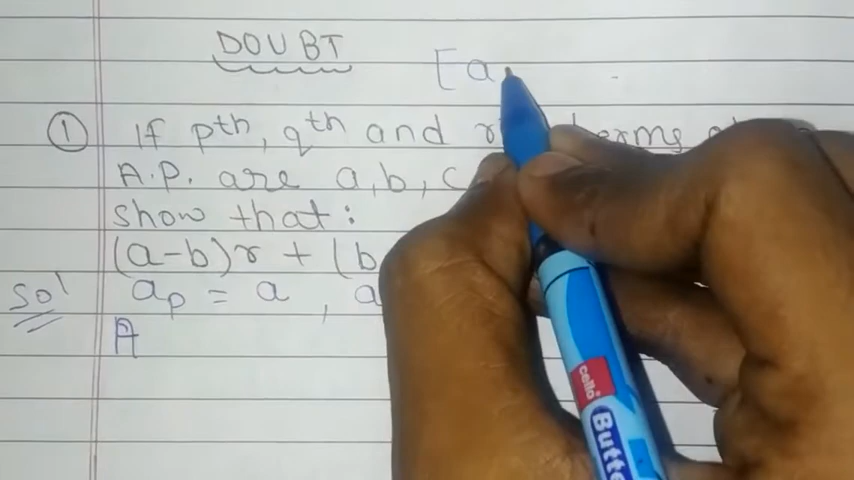 DOUBT
[a
① If pth, qth and
A.P. are a, b, c
show that:
(a-b)r + (b
Sol ap = a , a
A
cello
Butte